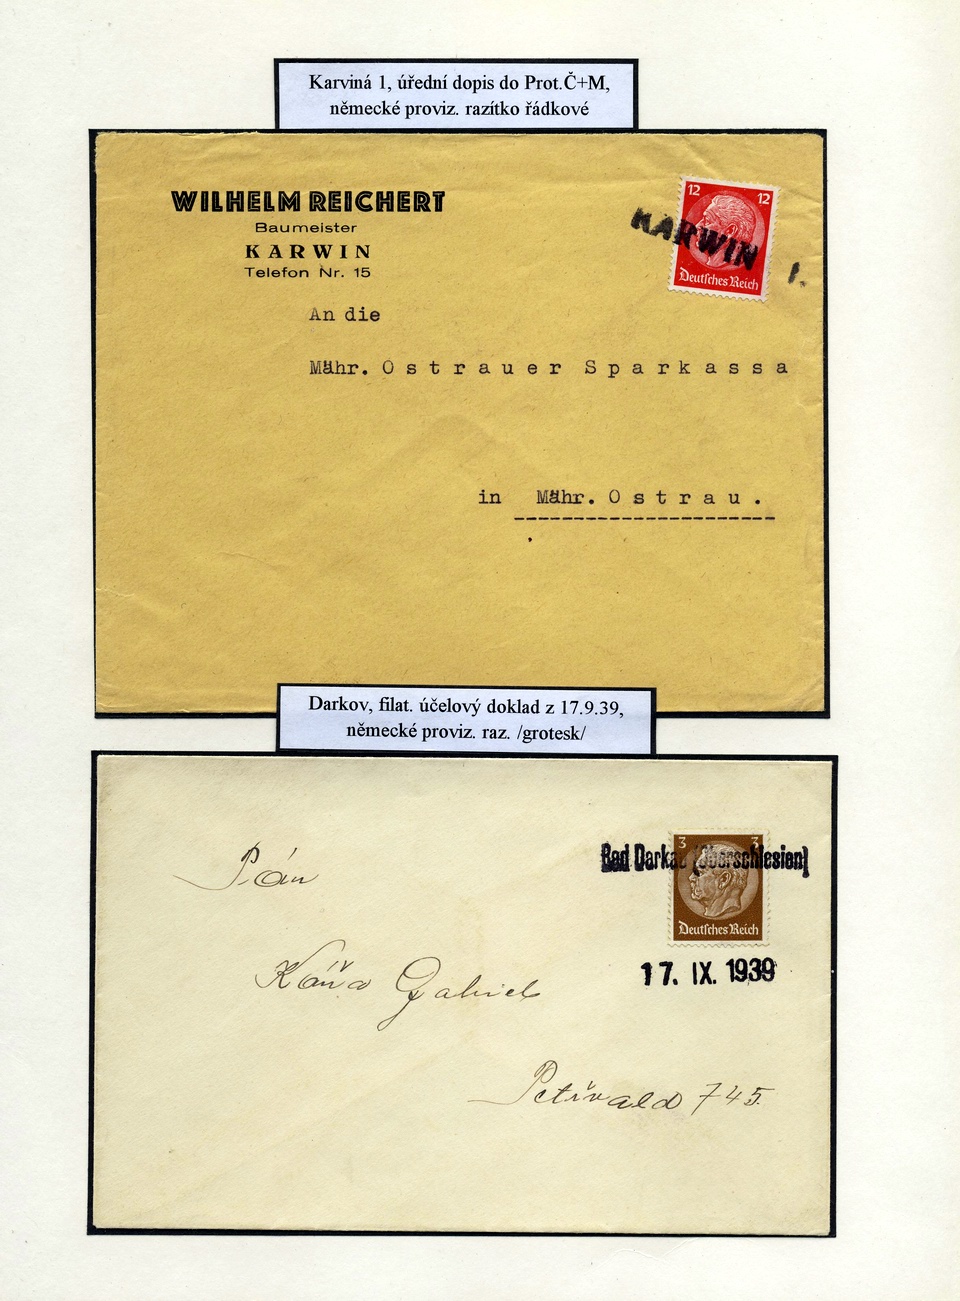 Karviná 1, úřední dopis do Prot.Č+M,
německé proviz. razítko řádkové
WILHELM REICHERT
Baumeister
KARWIN
Telefon Nr. 15
12 12
Deutsches Reich
KARWIN 1.
An die
Mähr. Ostrauer Sparkassa
in Mähr. Ostrau.
Darkov, filat. účelový doklad z 17.9.39,
německé proviz. raz. /grotesk/
Bad Darkau (Oberschlesien)
3 3
Deutsches Reich
17. IX. 1939
Pán
Káňa Gabriel
Petřvald 745.